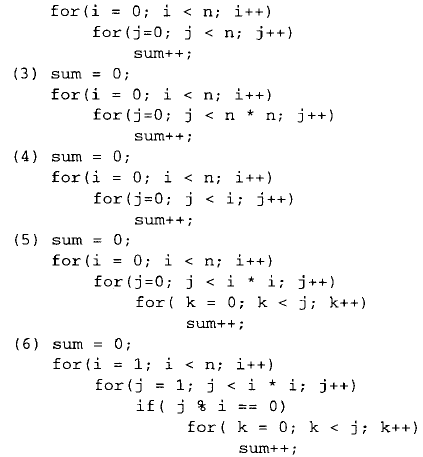 for(i = 0; i < n; i++)
for(j=0; j < n; j++)
sum++;
(3) sum = 0;
for(i = 0; i < n; i++)
for(j=0; j < n * n; j++)
sum++;
(4) sum = 0;
for(i = 0; i < n; i++)
for(j=0; j < i; j++)
sum++;
(5) sum = 0;
for(i = 0; i < n; i++)
for(j=0; j < i * i; j++)
for( k = 0; k < j; k++)
sum++;
(6) sum = 0;
for(i = 1; i < n; i++)
for(j = 1; j < i * i; j++)
if( j % i == 0)
for( k = 0; k < j; k++)
sum++;